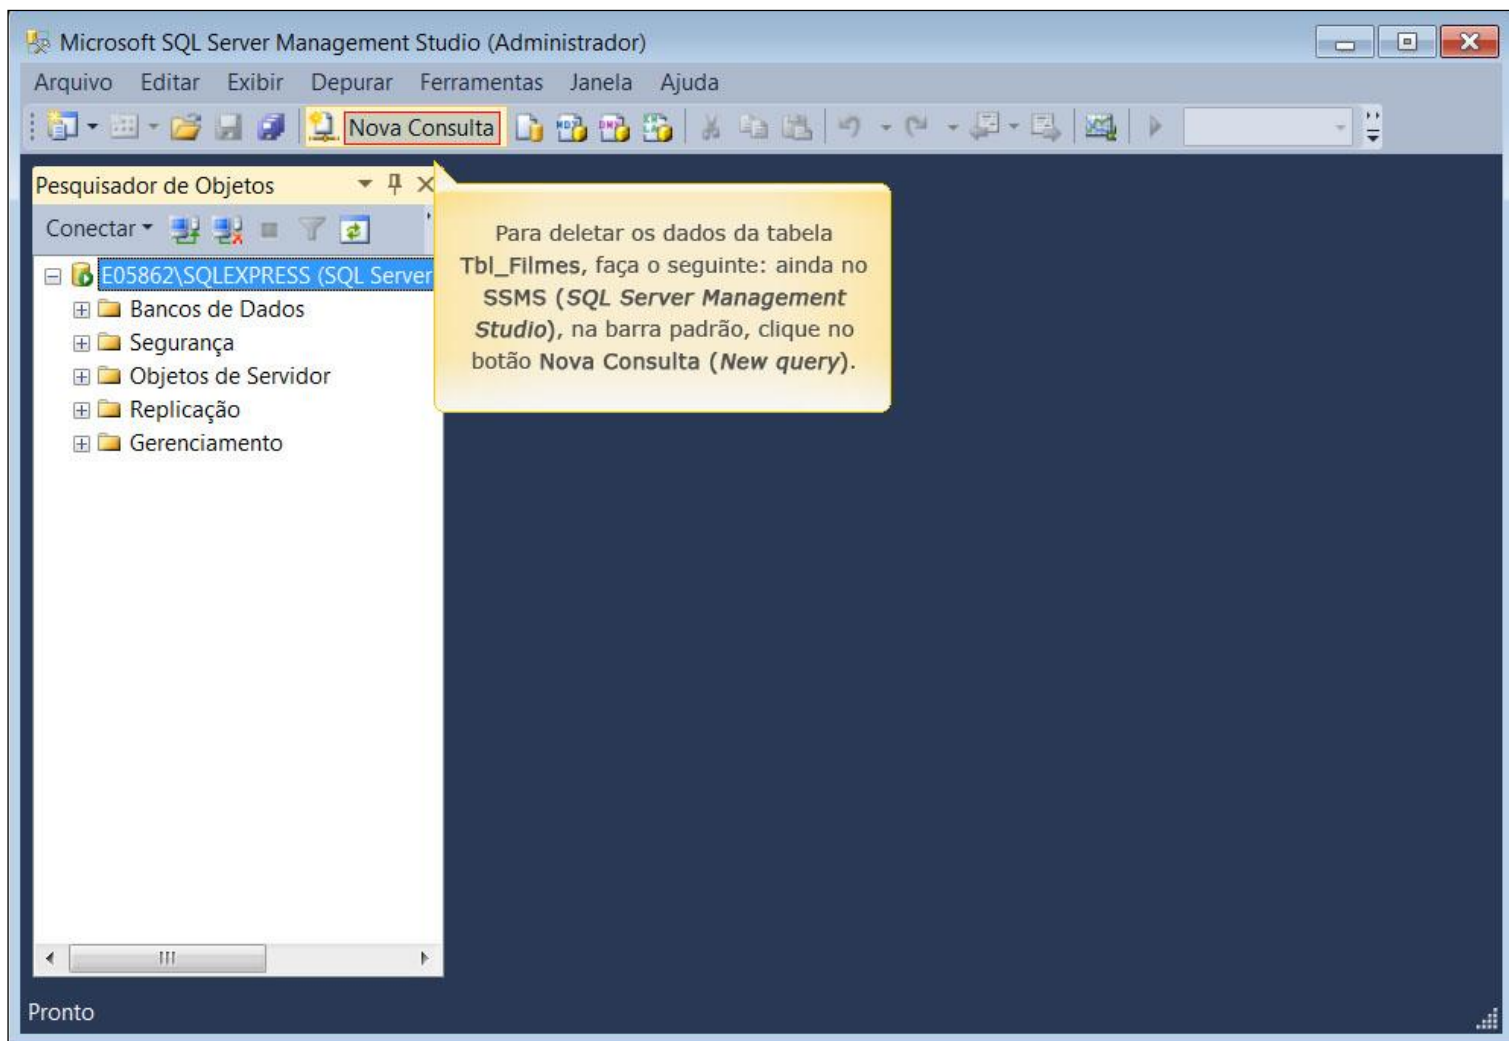 Microsoft SQL Server Management Studio (Administrador)
Arquivo Editar Exibir Depurar Ferramentas Janela Ajuda
Nova Consulta
Pesquisador de Objetos
Conectar
E05862\SQLEXPRESS (SQL Server
Bancos de Dados
Segurança
Objetos de Servidor
Replicação
Gerenciamento
Para deletar os dados da tabela
Tbl_Filmes, faça o seguinte: ainda no
SSMS (SQL Server Management
Studio), na barra padrão, clique no
botão Nova Consulta (New query).
Pronto